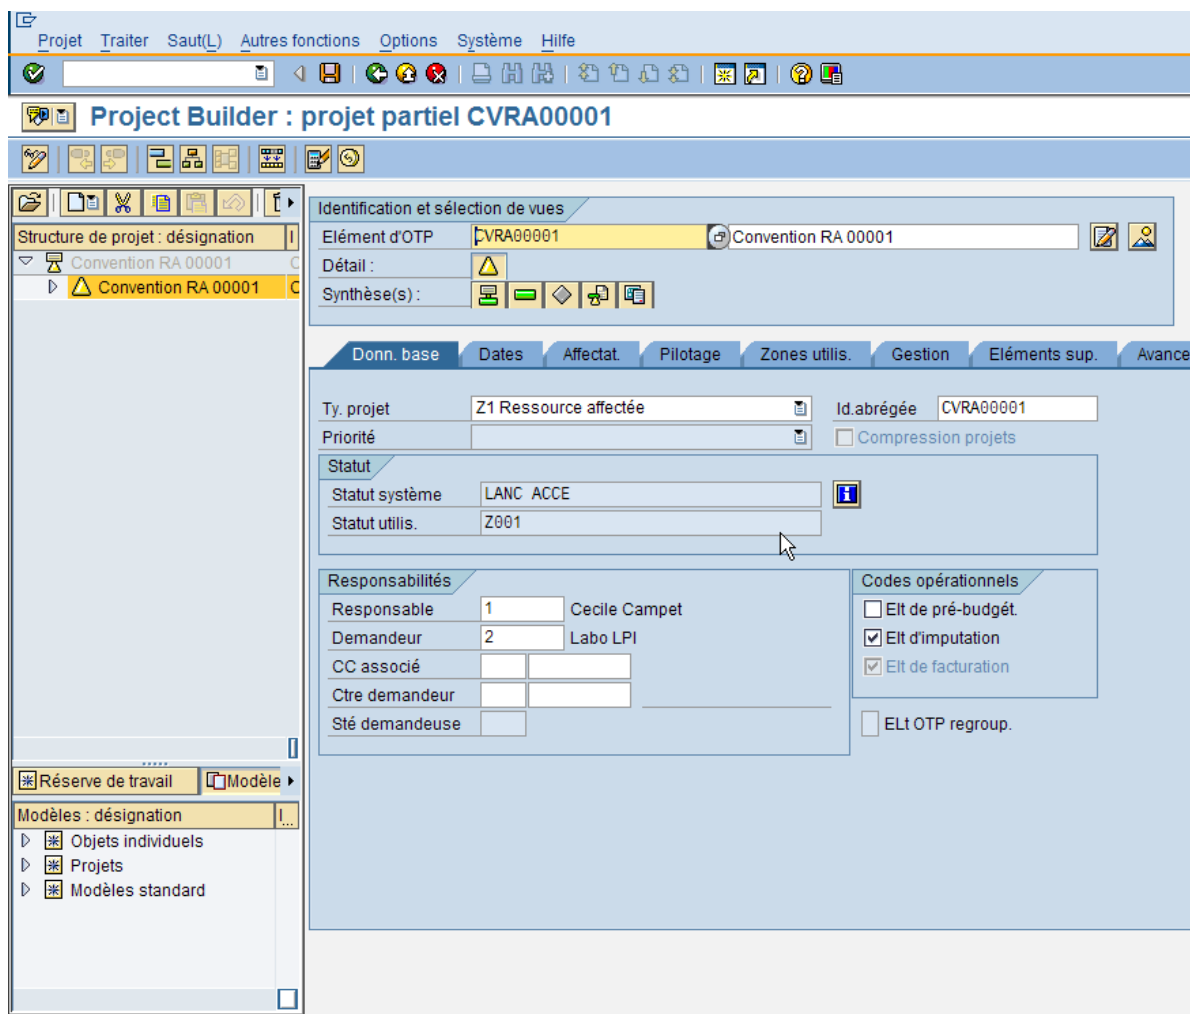 Projet Traiter Saut(L) Autres fonctions Options Système Hilfe
Project Builder : projet partiel CVRA00001
Structure de projet : désignation I
Convention RA 00001 C
Convention RA 00001 C
Identification et sélection de vues
Elément d'OTP CVRA00001 Convention RA 00001
Détail :
Synthèse(s) :
Donn. base Dates Affectat. Pilotage Zones utilis. Gestion Eléments sup. Avance
Ty. projet Z1 Ressource affectée Id.abrégée CVRA00001
Priorité Compression projets
Statut
Statut système LANC ACCE
Statut utilis. Z001
Responsabilités Codes opérationnels
Responsable 1 Cecile Campet Elt de pré-budgét.
Demandeur 2 Labo LPI Elt d'imputation
CC associé Elt de facturation
Ctre demandeur
Sté demandeuse ELt OTP regroup.
Réserve de travail Modèle
Modèles : désignation I...
Objets individuels
Projets
Modèles standard